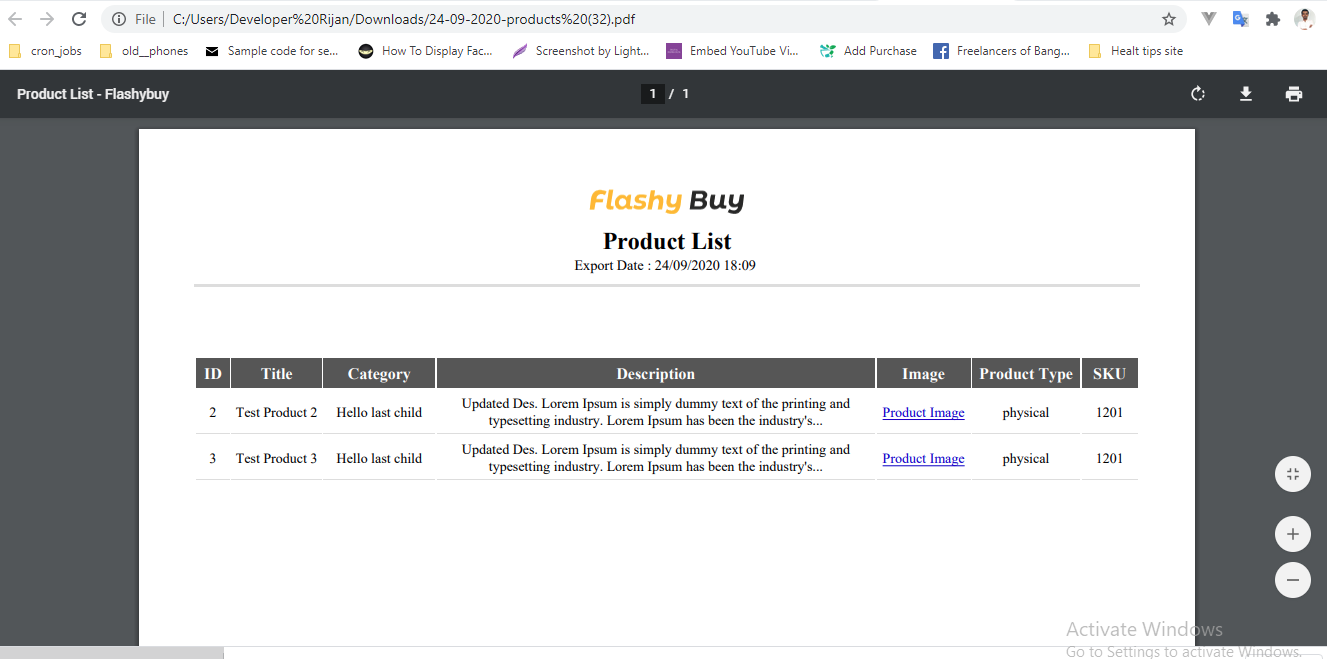 File C:/Users/Developer%20Rijan/Downloads/24-09-2020-products%20(32).pdf
cron_jobs old__phones Sample code for se... How To Display Fac... Screenshot by Light... Embed YouTube Vi... Add Purchase Freelancers of Bang... Healt tips site
Product List - Flashybuy 1 / 1
Flashy Buy
Product List
Export Date : 24/09/2020 18:09
ID Title Category Description Image Product Type SKU
2 Test Product 2 Hello last child Updated Des. Lorem Ipsum is simply dummy text of the printing and Product Image physical 1201
typesetting industry. Lorem Ipsum has been the industry's...
3 Test Product 3 Hello last child Updated Des. Lorem Ipsum is simply dummy text of the printing and Product Image physical 1201
typesetting industry. Lorem Ipsum has been the industry's...
Activate Windows
Go to Settings to activate Windows.